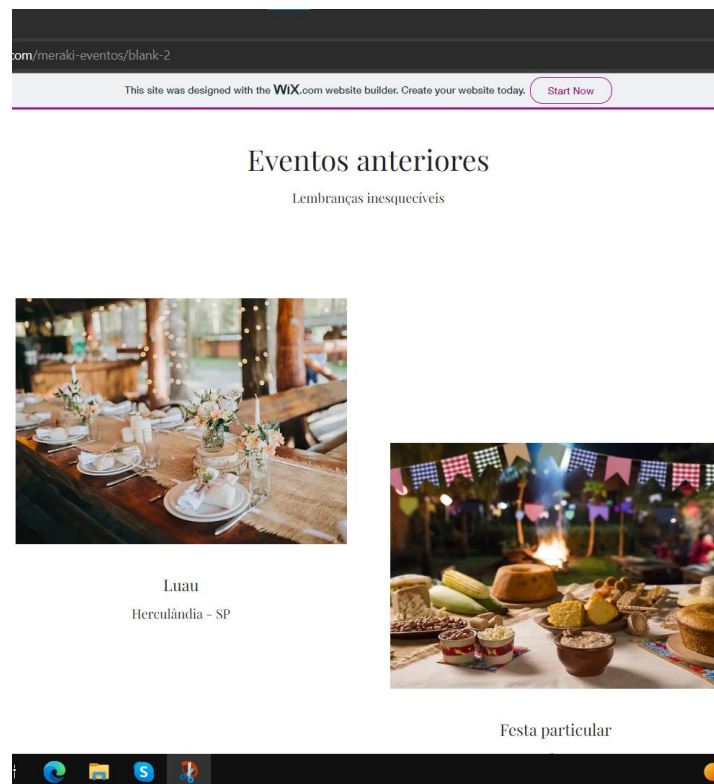 com/meraki-eventos/blank-2
This site was designed with the WiX.com website builder. Create your website today. Start Now
Eventos anteriores
Lembranças inesquecíveis
Luau
Herculândia - SP
Festa particular